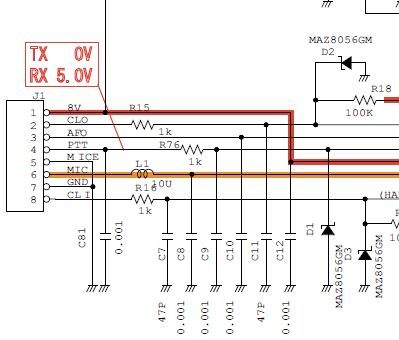 MAZ8056GM
D2
TX 0V
RX 5.0V
J1
R18
100K
1 8V
R15
2 CLO
1k
3 AFO
4 PTT
R76
1k
5 MICE
L1
6 MIC
10U
7 GND
R16
8 CLI
1k
(HA
R
C81
0.001
C7
47P
C8
0.001
C9
0.001
C10
0.001
C11
47P
C12
0.001
D1
MAZ8056GM
D3
MAZ8056GM